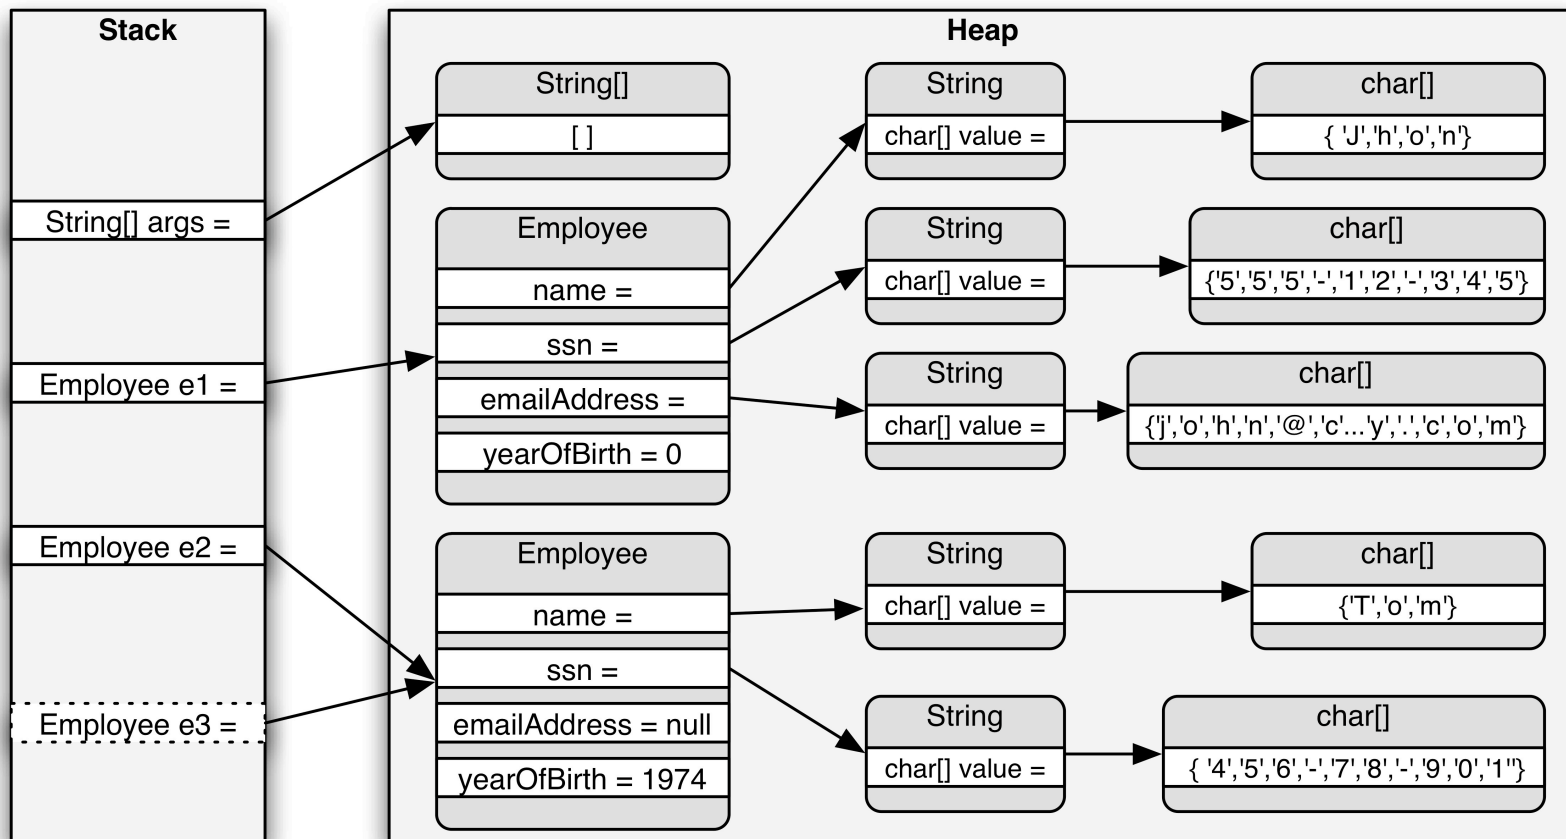 Stack
String[] args =
Employee e1 =
Employee e2 =
Employee e3 =
Heap
String[]
[ ]
String
char[] value =
char[]
{ 'J','h','o','n'}
Employee
name =
ssn =
emailAddress =
yearOfBirth = 0
String
char[] value =
char[]
{'5','5','5','-','1','2','-','3','4','5'}
String
char[] value =
char[]
{'j','o','h','n','@','c'...'y','.','c','o','m'}
Employee
name =
ssn =
emailAddress = null
yearOfBirth = 1974
String
char[] value =
char[]
{'T','o','m'}
String
char[] value =
char[]
{ '4','5','6','-','7','8','-','9','0','1"}